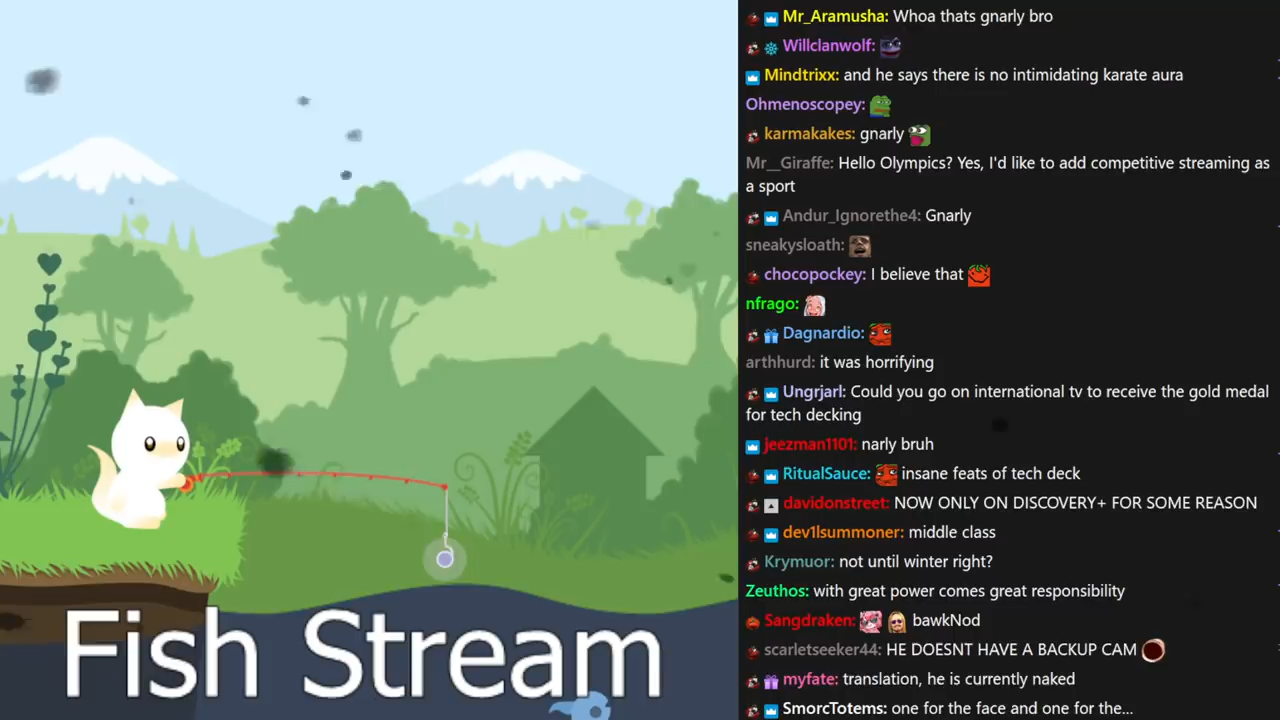 Mr_Aramusha: Whoa thats gnarly bro
Willclanwolf:
Mindtrixx: and he says there is no intimidating karate aura
Ohmenoscopey:
karmakakes: gnarly
Mr__Giraffe: Hello Olympics? Yes, I'd like to add competitive streaming as
a sport
Andur_Ignorethe4: Gnarly
sneakysloath:
chocopockey: I believe that
nfrago:
Dagnardio:
arthhurd: it was horrifying
Ungrjarl: Could you go on international tv to receive the gold medal
for tech decking
jeezman1101: narly bruh
RitualSauce: insane feats of tech deck
davidonstreet: NOW ONLY ON DISCOVERY+ FOR SOME REASON
dev1lsummoner: middle class
Krymuor: not until winter right?
Zeuthos: with great power comes great responsibility
Sangdraken: bawkNod
scarletseeker44: HE DOESNT HAVE A BACKUP CAM
myfate: translation, he is currently naked
SmorcTotems: one for the face and one for the...
Fish Stream